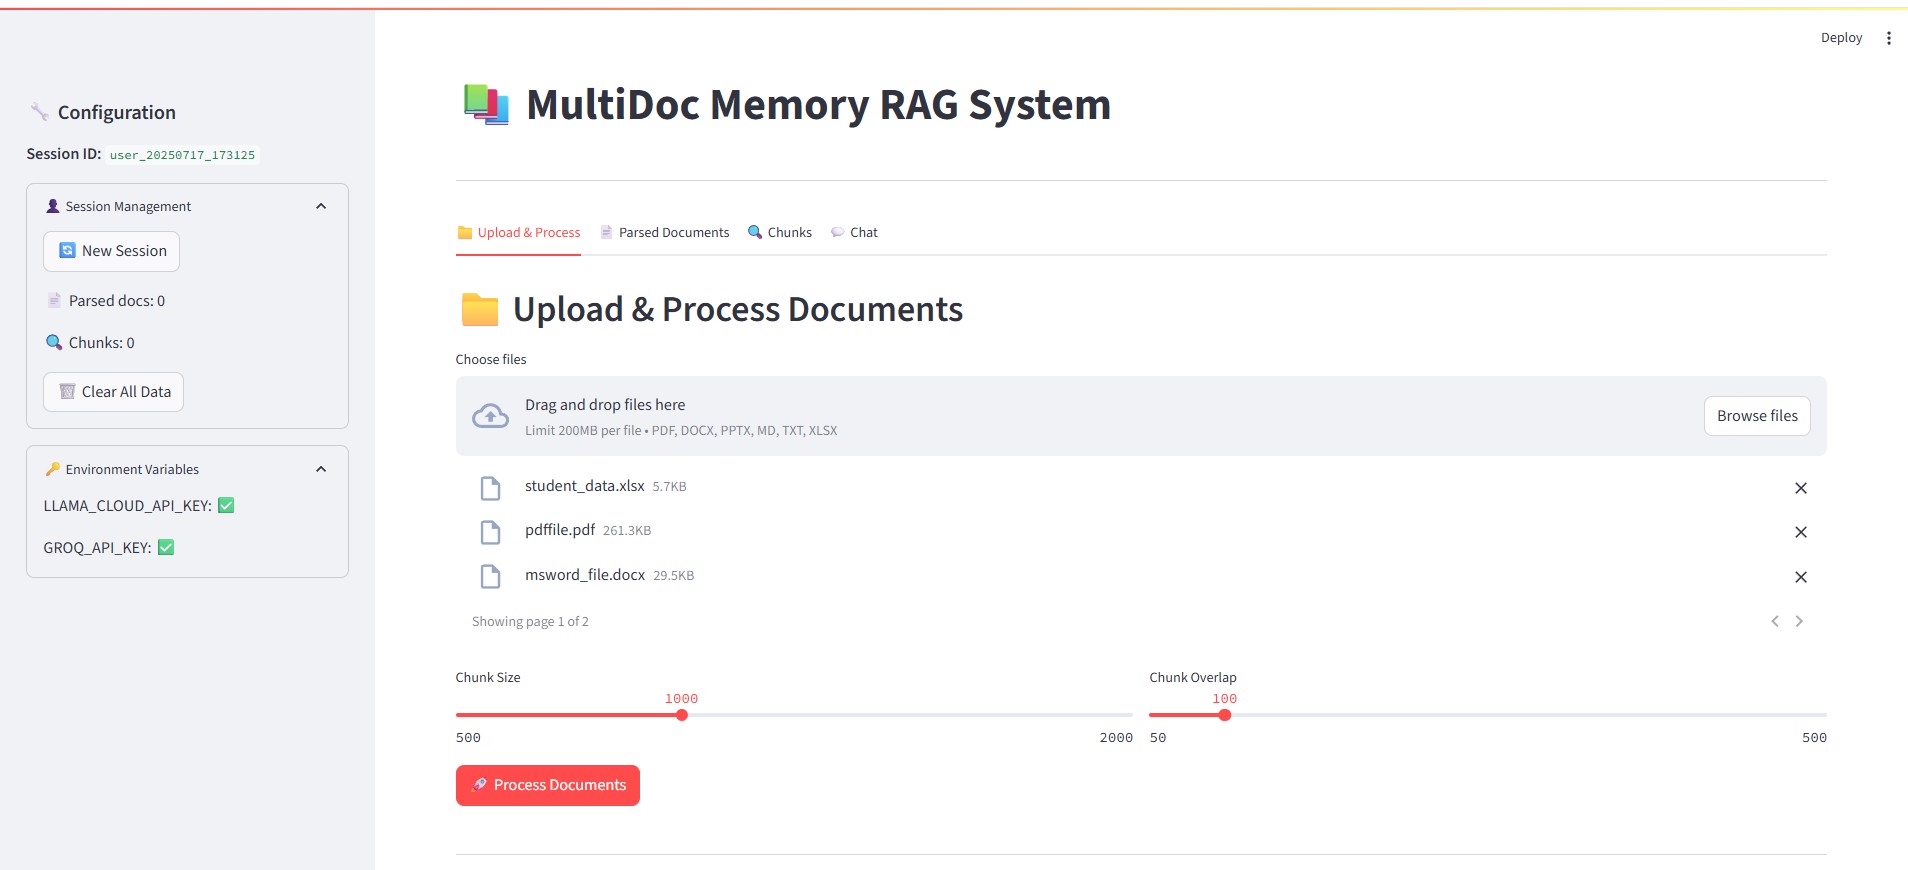 Deploy
Configuration
Session ID: user_20250717_173125
Session Management
New Session
Parsed docs: 0
Chunks: 0
Clear All Data
Environment Variables
LLAMA_CLOUD_API_KEY:
GROQ_API_KEY:
MultiDoc Memory RAG System
Upload & Process Parsed Documents Chunks Chat
Upload & Process Documents
Choose files
Drag and drop files here
Limit 200MB per file • PDF, DOCX, PPTX, MD, TXT, XLSX
Browse files
student_data.xlsx 5.7KB
pdffile.pdf 261.3KB
msword_file.docx 29.5KB
Showing page 1 of 2
Chunk Size
1000
500 2000
Chunk Overlap
100
50 500
Process Documents